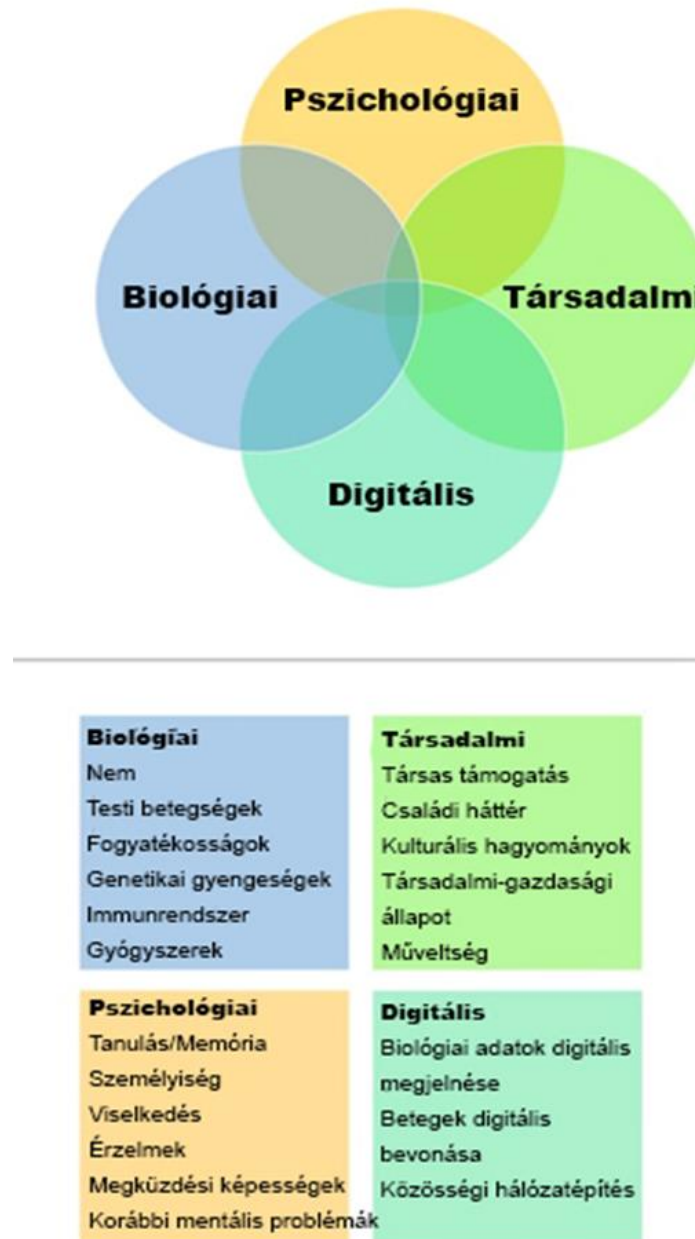 Pszichológiai
Biológiai
Társadalmi
Digitális
Biológiai
Nem
Testi betegségek
Fogyatékosságok
Genetikai gyengeségek
Immunrendszer
Gyógyszerek
Társadalmi
Társas támogatás
Családi háttér
Kulturális hagyományok
Társadalmi-gazdasági
állapot
Műveltség
Pszichológiai
Tanulás/Memória
Személyiség
Viselkedés
Érzelmek
Megküzdési képességek
Korábbi mentális problémák
Digitális
Biológiai adatok digitális
megjelnése
Betegek digitális
bevonása
Közösségi hálózatépítés